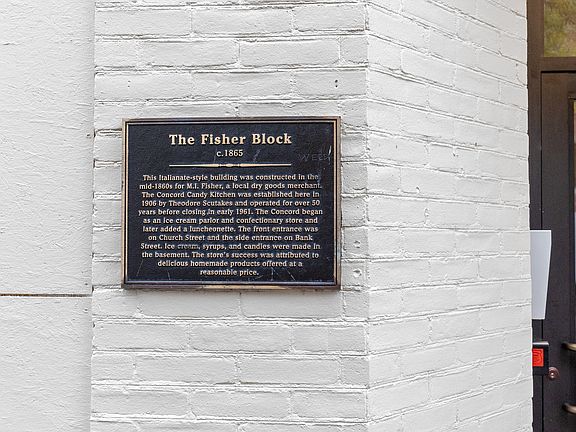 The Fisher Block
c.1865
This Italianate-style building was constructed in the
mid-1860s for M.I. Fisher, a local dry goods merchant.
The Concord Candy Kitchen was established here in
1906 by Theodore Scutakes and operated for over 50
years before closing in early 1961. The Concord began
as an ice cream parlor and confectionary store and
later added a luncheonette. The front entrance was
on Church Street and the side entrance on Bank
Street. Ice cream, syrups, and candies were made in
the basement. The store's success was attributed to
delicious homemade products offered at a
reasonable price.